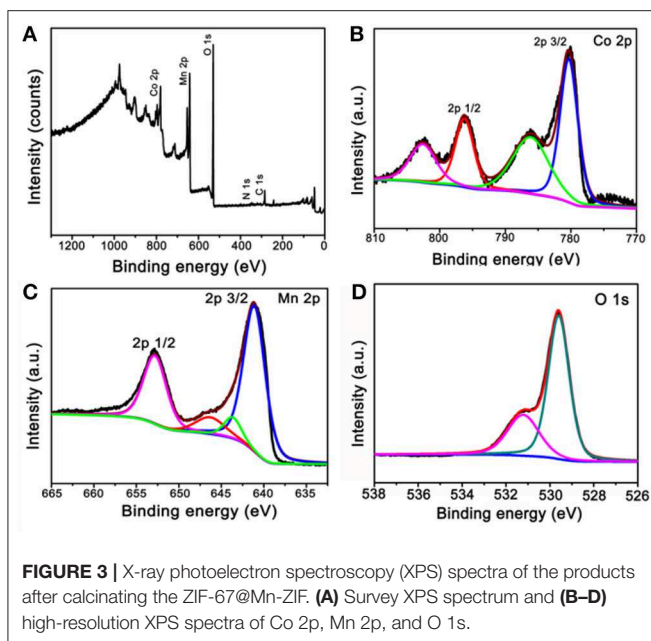 A
Intensity (counts)
Co 2p
Mn 2p
O 1s
N 1s
C 1s
1200 1000 800 600 400 200 0
Binding energy (eV)
B
Intensity (a.u.)
2p 3/2
Co 2p
2p 1/2
810 800 790 780 770
Binding energy (eV)
C
Intensity (a.u.)
2p 3/2
Mn 2p
2p 1/2
665 660 655 650 645 640 635
Binding energy (eV)
D
Intensity (a.u.)
O 1s
538 536 534 532 530 528 526
Binding energy (eV)
FIGURE 3 | X-ray photoelectron spectroscopy (XPS) spectra of the products
after calcinating the ZIF-67@Mn-ZIF. (A) Survey XPS spectrum and (B–D)
high-resolution XPS spectra of Co 2p, Mn 2p, and O 1s.